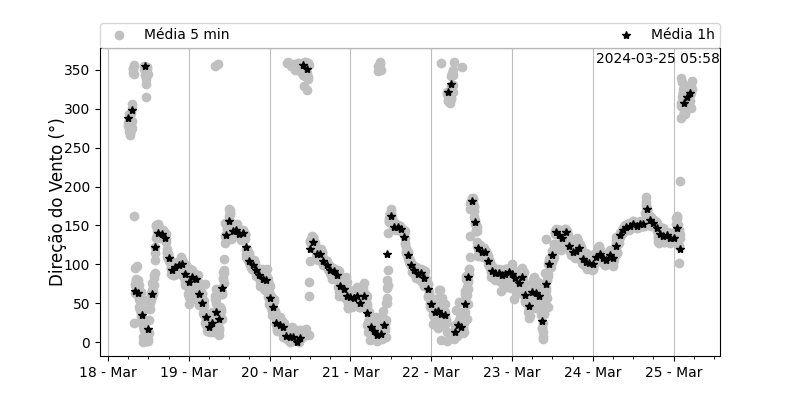 Média 5 min
Média 1h
2024-03-25 05:58
Direção do Vento (°)
350
300
250
200
150
100
50
0
18 - Mar
19 - Mar
20 - Mar
21 - Mar
22 - Mar
23 - Mar
24 - Mar
25 - Mar